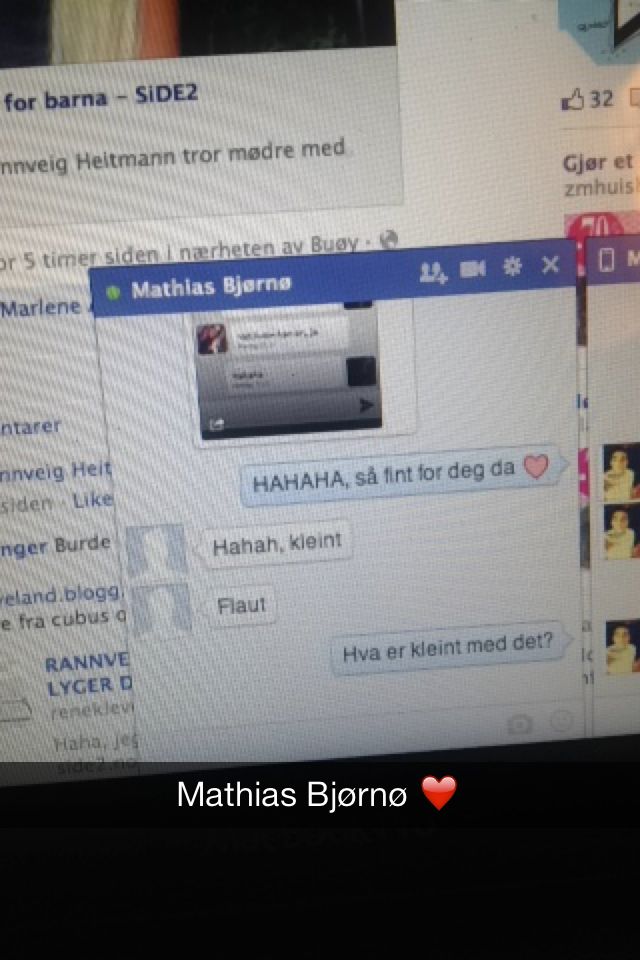 for barna - SiDE2
nnveig Heitmann tror mødre med
32
Gjør et
zmhuis
or 5 timer siden i nærheten av Buøy ·
Mathias Bjørnø
M
Marlene
ntarer
nnveig Heit
siden · Like
HAHAHA, så fint for deg da ❤
nger Burde
Hahah, kleint
eland.blogg.
e fra cubus o
Flaut
Hva er kleint med det?
RANNVE
LYGER D
reneklev
Haha, jeg
side2.no
Mathias Bjørnø ❤️